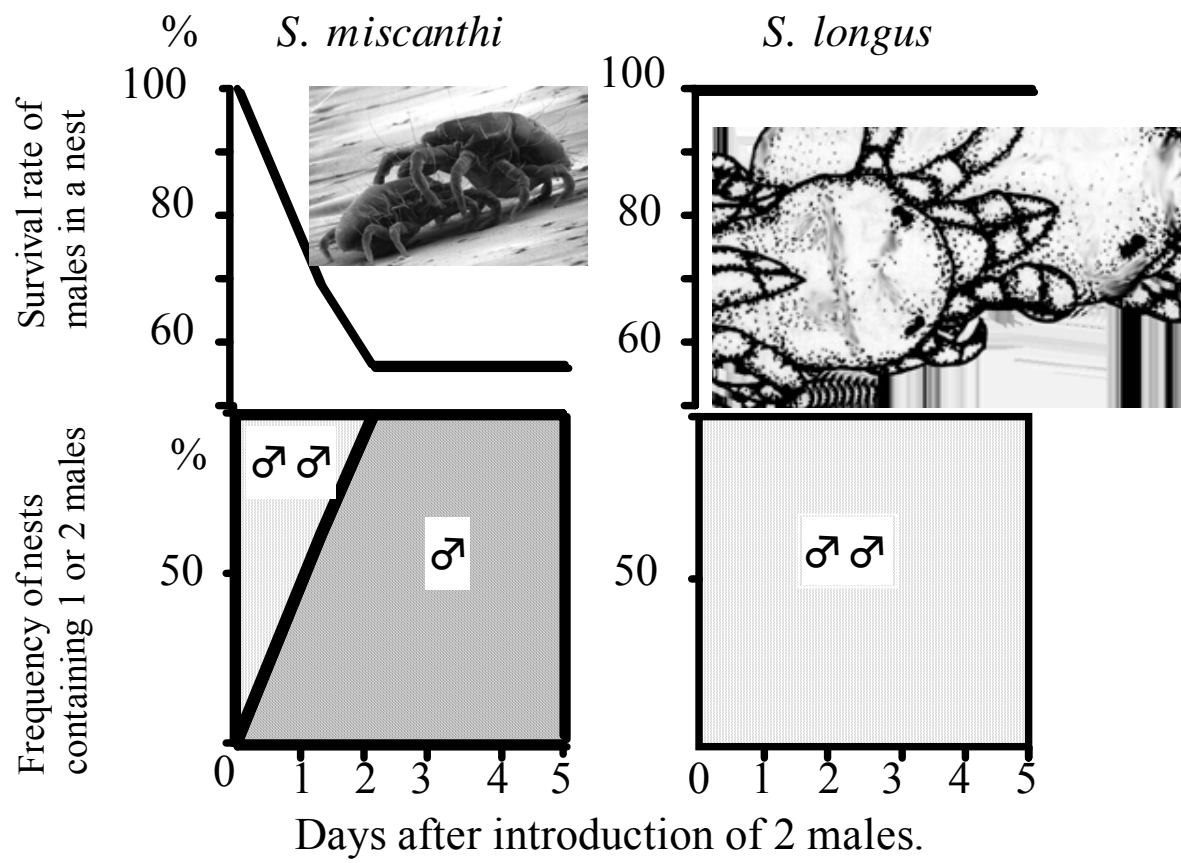 % S. miscanthi S. longus
100 100
80 80
60 60
Survival rate of
males in a nest
% ♂♂ ♂ ♂♂
50 50
Frequency of nests
containing 1 or 2 males
0 1 2 3 4 5 0 1 2 3 4 5
Days after introduction of 2 males.